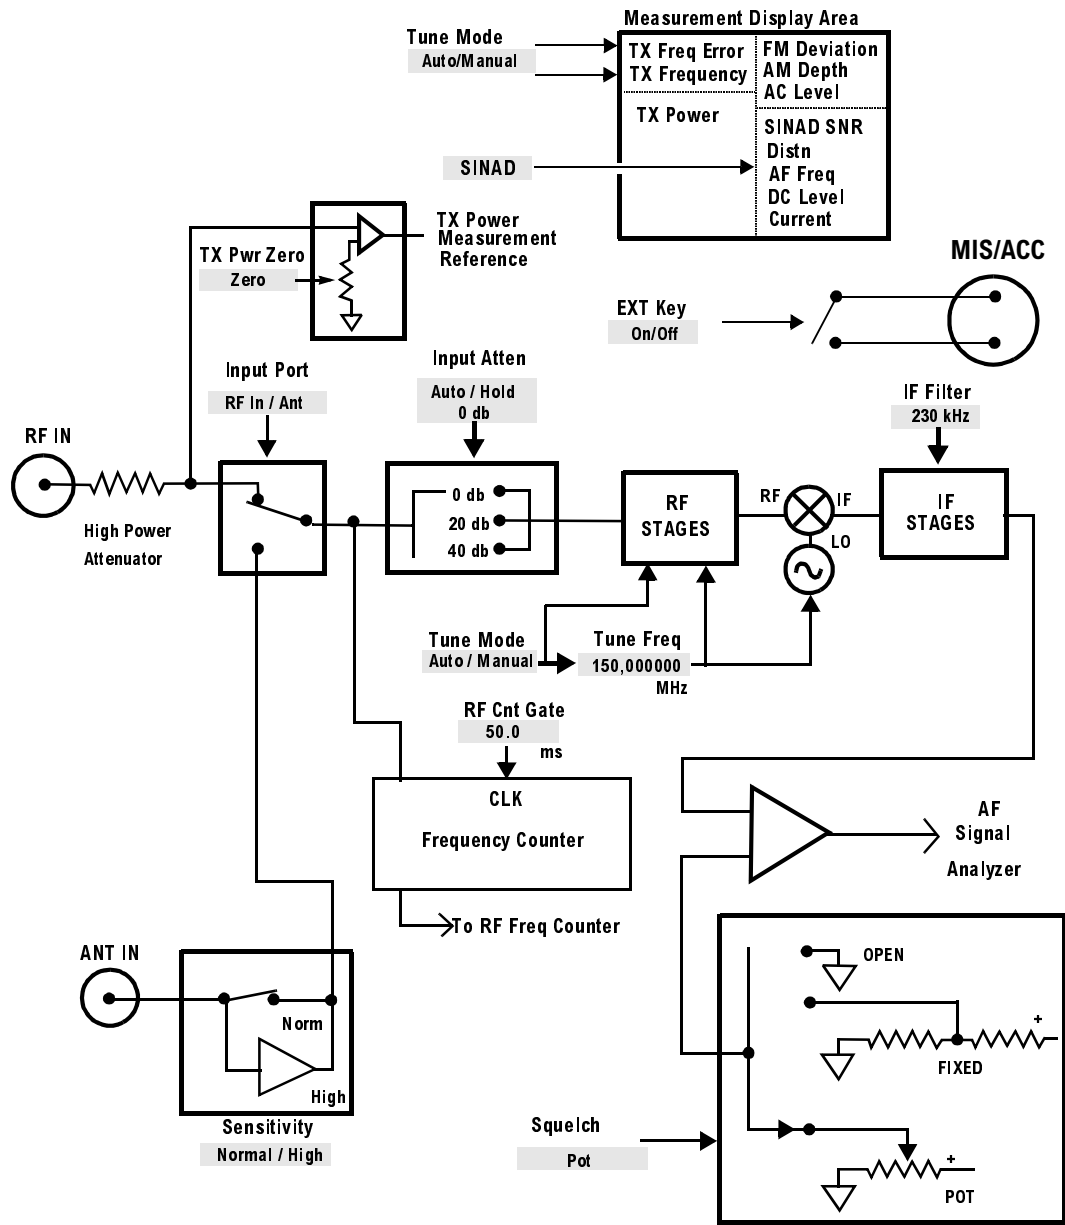 Measurement Display Area
Tune Mode
Auto/Manual
TX Freq Error
TX Frequency
TX Power
FM Deviation
AM Depth
AC Level
SINAD SNR
Distn
AF Freq
DC Level
Current
SINAD
TX Power
Measurement
Reference
TX Pwr Zero
Zero
MIS/ACC
EXT Key
On/Off
Input Port
RF In / Ant
Input Atten
Auto / Hold
0 db
IF Filter
230 kHz
RF IN
High Power
Attenuator
0 db
20 db
40 db
RF
STAGES
RF
IF
LO
IF
STAGES
Tune Mode
Auto / Manual
Tune Freq
150,000000
MHz
RF Cnt Gate
50.0
ms
CLK
Frequency Counter
To RF Freq Counter
AF
Signal
Analyzer
ANT IN
Norm
High
Sensitivity
Normal / High
OPEN
+
FIXED
Squelch
Pot
+
POT